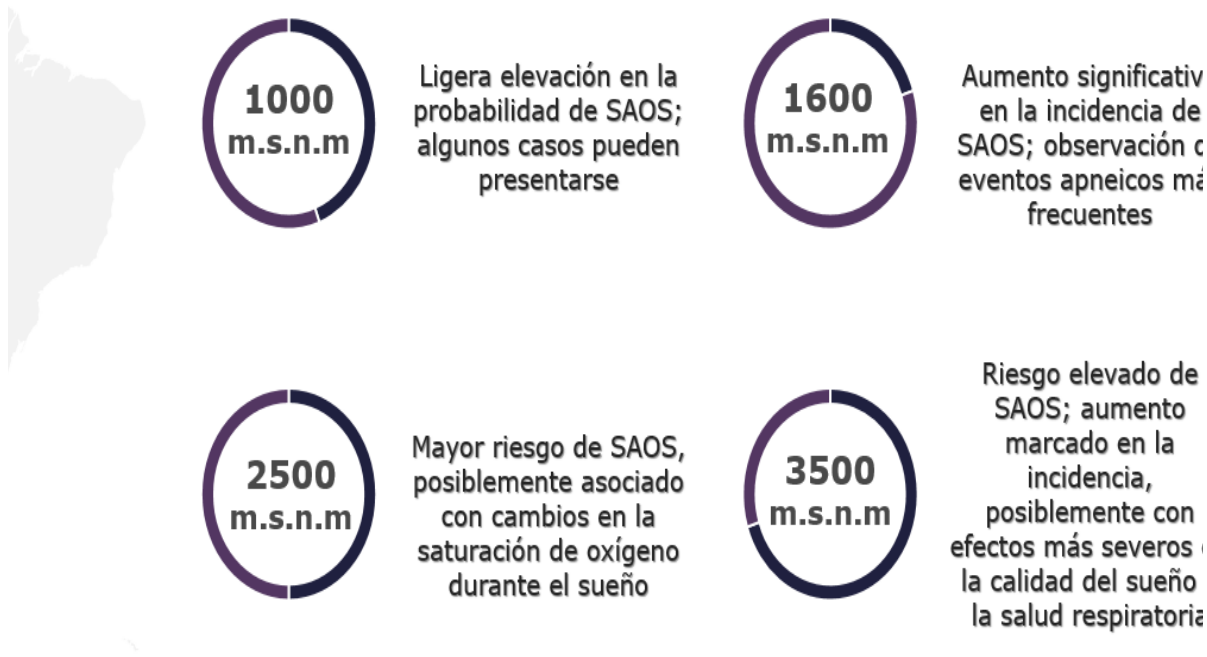 1000
m.s.n.m
Ligera elevación en la
probabilidad de SAOS;
algunos casos pueden
presentarse
1600
m.s.n.m
Aumento significativ
en la incidencia de
SAOS; observación
eventos apneicos má
frecuentes
2500
m.s.n.m
Mayor riesgo de SAOS,
posiblemente asociado
con cambios en la
saturación de oxígeno
durante el sueño
3500
m.s.n.m
Riesgo elevado de
SAOS; aumento
marcado en la
incidencia,
posiblemente con
efectos más severos
la calidad del sueño
la salud respiratoria